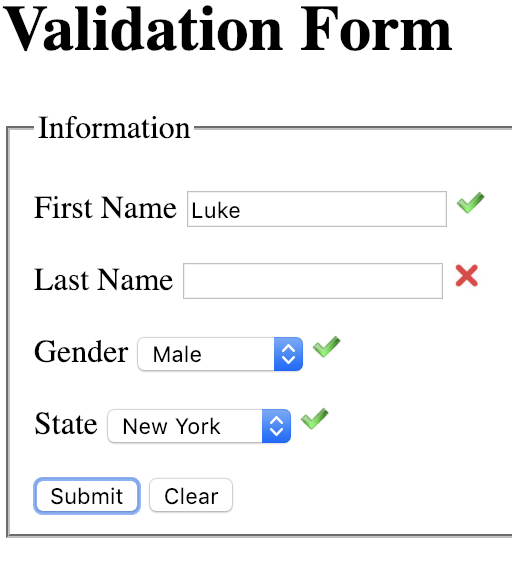 Validation Form
Information
First Name Luke
Last Name
Gender Male
State New York
Submit Clear